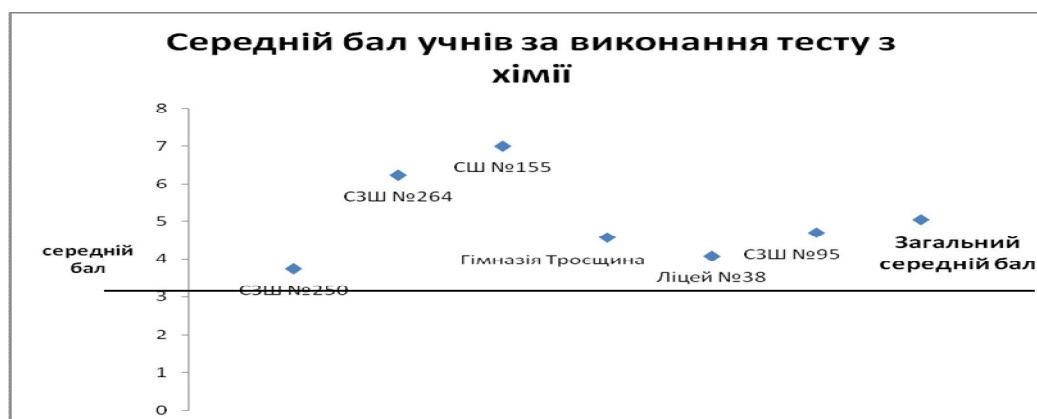 Середній бал учнів за виконання тесту з
хімії
8
7
СШ №155
6
СЗШ №264
5
середній
бал
4
Гімназія Троєщина
Ліцей №38
СЗШ №95
Загальний
середній бал
СЗШ №250
3
2
1
0